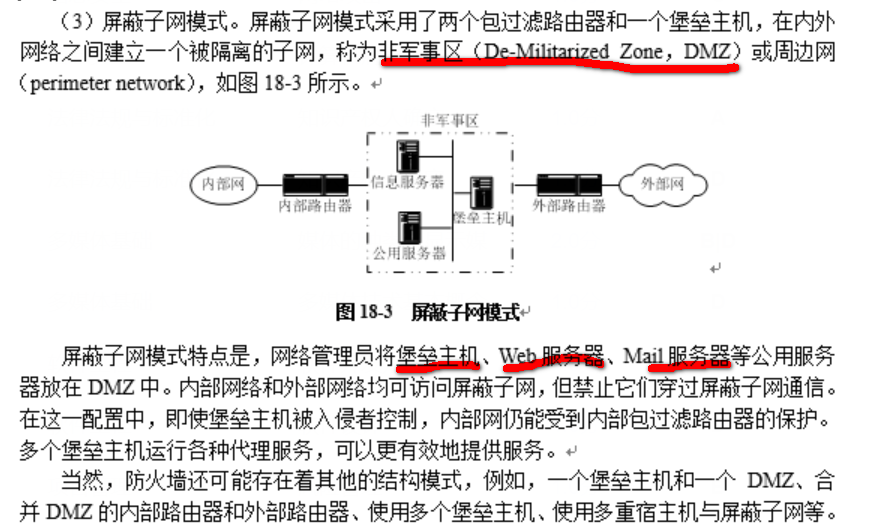 （3）屏蔽子网模式。屏蔽子网模式采用了两个包过滤路由器和一个堡垒主机，在内外
网络之间建立一个被隔离的子网，称为非军事区（De-Militarized Zone，DMZ）或周边网
（perimeter network），如图 18-3 所示。
非军事区
内部网
内部路由器
信息服务器
公用服务器
堡垒主机
外部路由器
外部网
图 18-3 屏蔽子网模式
屏蔽子网模式特点是，网络管理员将堡垒主机、Web 服务器、Mail 服务器等公用服务
器放在 DMZ 中。内部网络和外部网络均可访问屏蔽子网，但禁止它们穿过屏蔽子网通信。
在这一配置中，即使堡垒主机被入侵者控制，内部网仍能受到内部包过滤路由器的保护。
多个堡垒主机运行各种代理服务，可以更有效地提供服务。
当然，防火墙还可能存在着其他的结构模式，例如，一个堡垒主机和一个 DMZ、合
并 DMZ 的内部路由器和外部路由器、使用多个堡垒主机、使用多重宿主机与屏蔽子网等。